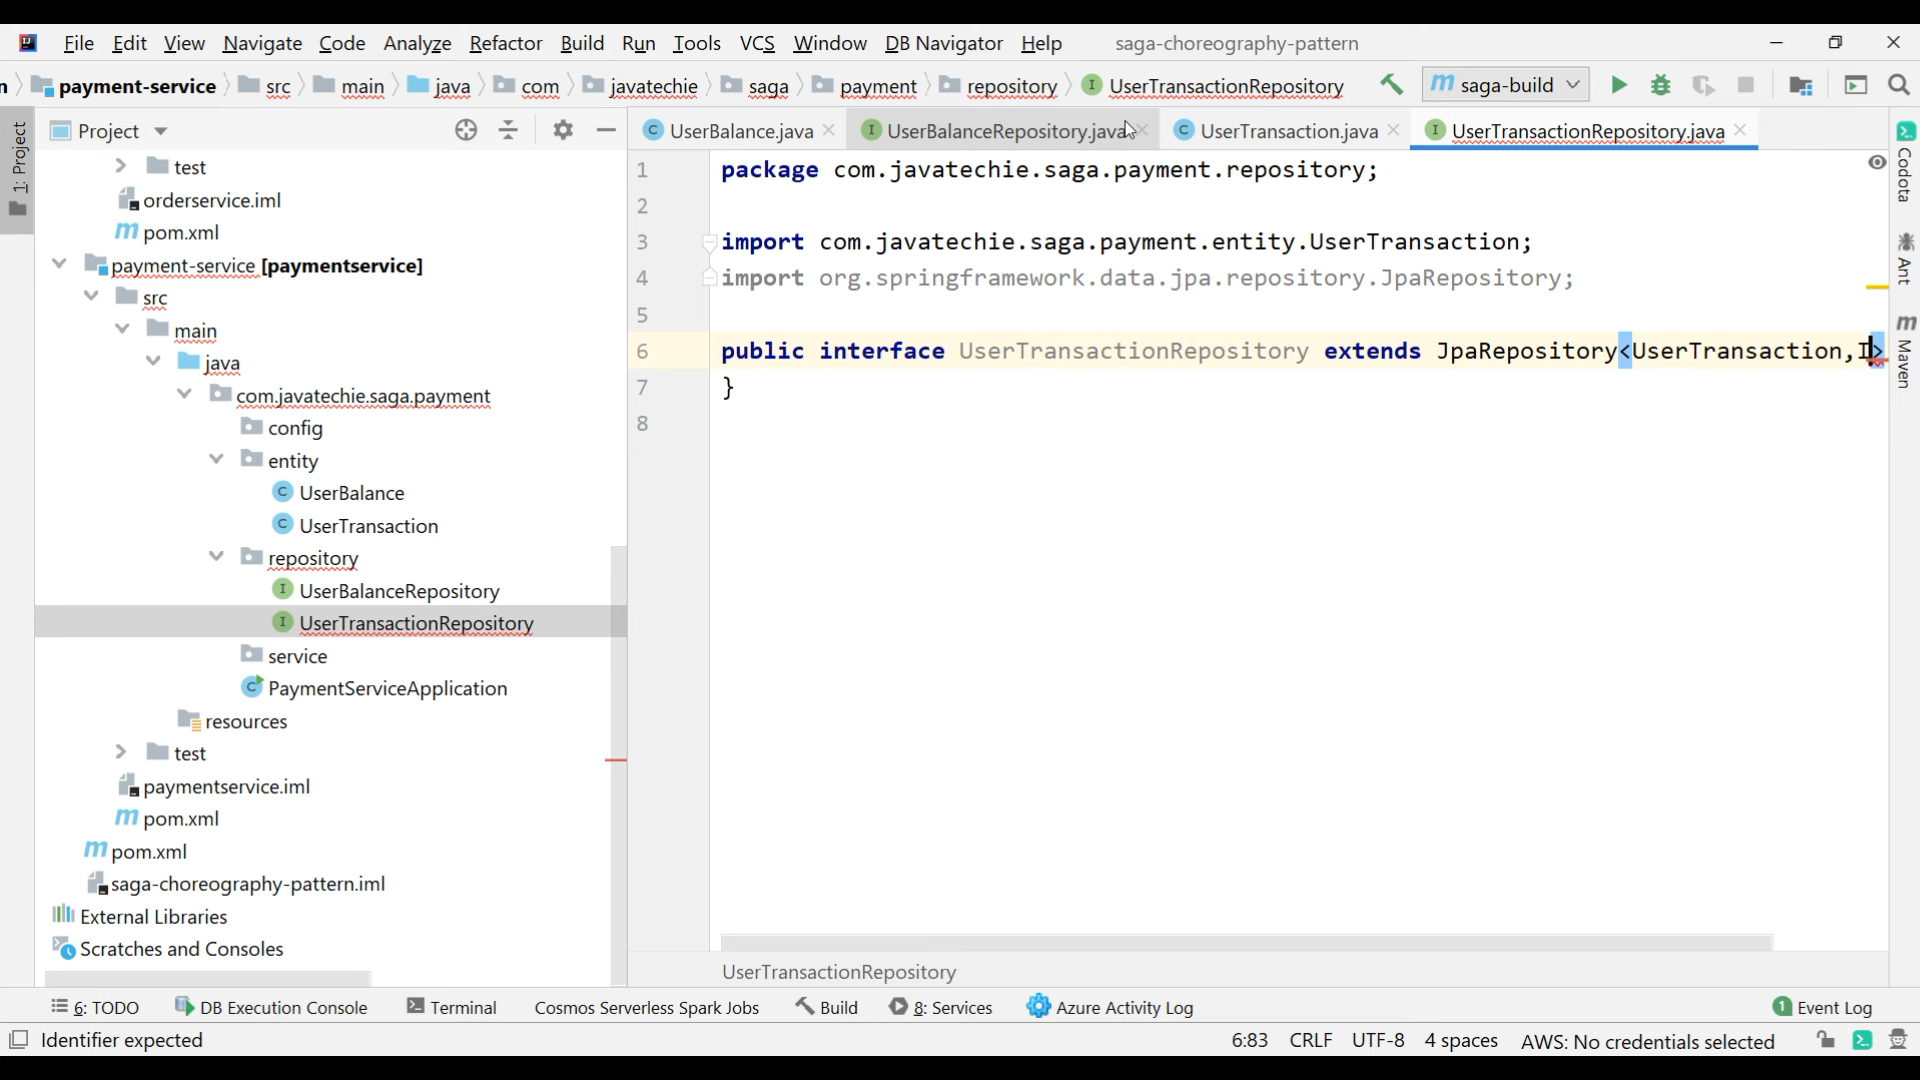 File Edit View Navigate Code Analyze Refactor Build Run Tools VCS Window DB Navigator Help saga-choreography-pattern
payment-service src main java com javatechie saga payment repository UserTransactionRepository saga-build
Project UserBalance.java UserBalanceRepository.java UserTransaction.java UserTransactionRepository.java
1: Project
test
orderservice.iml
pom.xml
payment-service [paymentservice]
src
main
java
com.javatechie.saga.payment
config
entity
UserBalance
UserTransaction
repository
UserBalanceRepository
UserTransactionRepository
service
PaymentServiceApplication
resources
test
paymentservice.iml
pom.xml
pom.xml
saga-choreography-pattern.iml
External Libraries
Scratches and Consoles
1 package com.javatechie.saga.payment.repository;
2
3 import com.javatechie.saga.payment.entity.UserTransaction;
4 import org.springframework.data.jpa.repository.JpaRepository;
5
6 public interface UserTransactionRepository extends JpaRepository<UserTransaction,I>
7 }
8
UserTransactionRepository
Codota
Ant
Maven
6: TODO DB Execution Console Terminal Cosmos Serverless Spark Jobs Build 8: Services Azure Activity Log 1 Event Log
Identifier expected 6:83 CRLF UTF-8 4 spaces AWS: No credentials selected